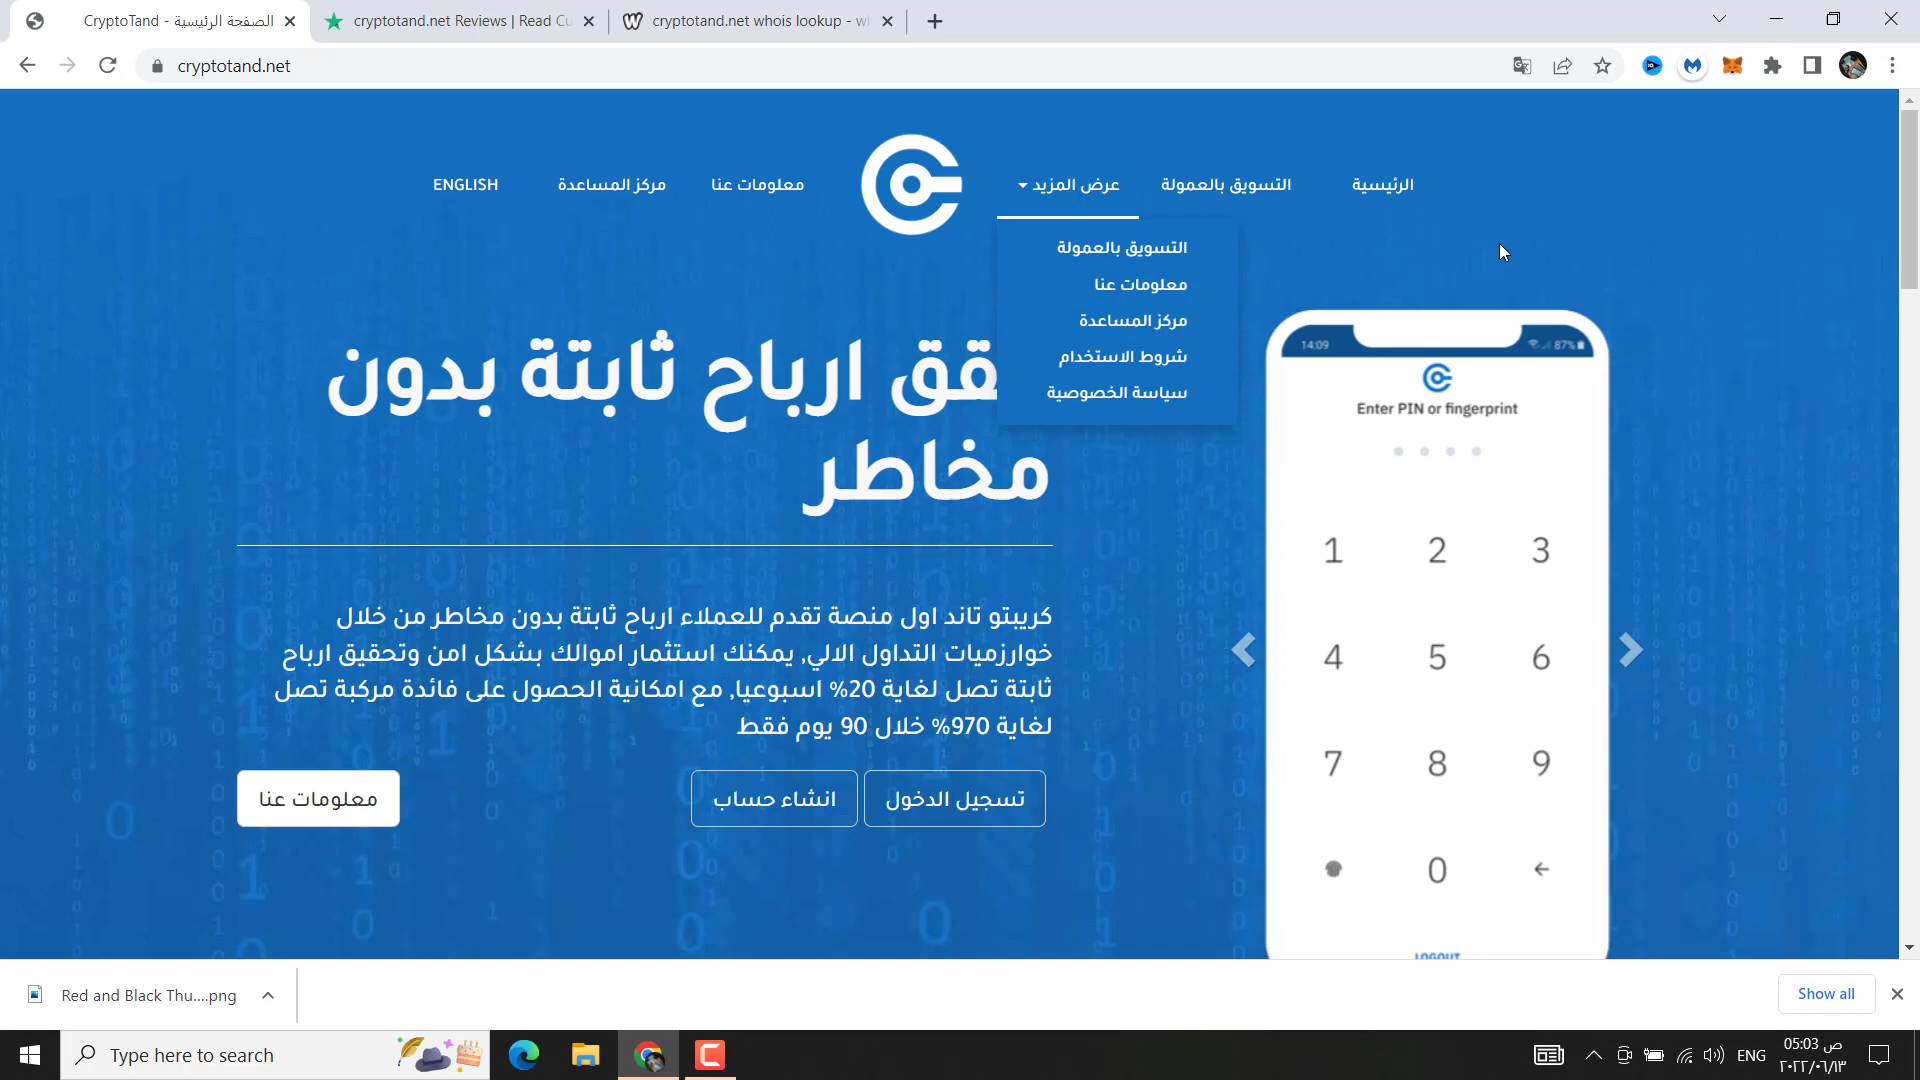 CryptoTand - الصفحة الرئيسية
cryptotand.net Reviews | Read Cu
cryptotand.net whois lookup - wh
cryptotand.net
الرئيسية
التسويق بالعمولة
عرض المزيد
معلومات عنا
مركز المساعدة
ENGLISH
التسويق بالعمولة
معلومات عنا
مركز المساعدة
شروط الاستخدام
سياسة الخصوصية
قق ارباح ثابتة بدون
مخاطر
كريبتو تاند اول منصة تقدم للعملاء ارباح ثابتة بدون مخاطر من خلال
خوارزميات التداول الالي, يمكنك استثمار اموالك بشكل امن وتحقيق ارباح
ثابتة تصل لغاية 20% اسبوعيا, مع امكانية الحصول على فائدة مركبة تصل
لغاية 970% خلال 90 يوم فقط
تسجيل الدخول
انشاء حساب
معلومات عنا
14:09
87%
Enter PIN or fingerprint
1 2 3
4 5 6
7 8 9
0
LOGOUT
Red and Black Thu....png
Show all
Type here to search
ENG
05:03 ص
٢٠٢٢/٠٦/١٣